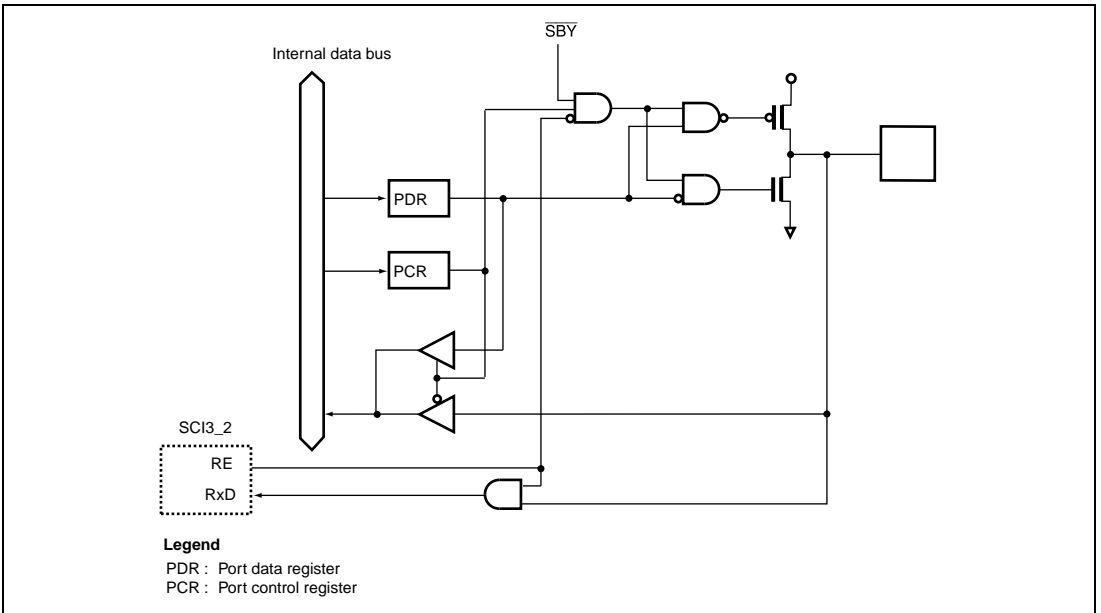 SBY
Internal data bus
PDR
PCR
SCI3_2
RE
RxD
Legend
PDR : Port data register
PCR : Port control register